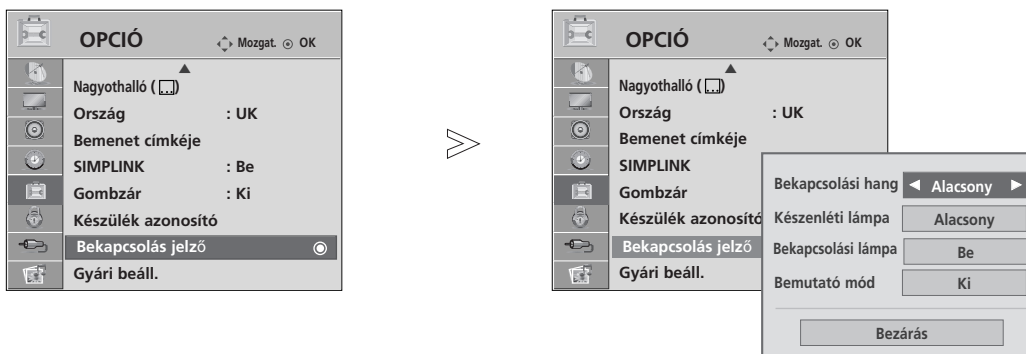 OPCIÓ Mozgat. OK
Nagyothalló ( )
Ország : UK
Bemenet címkéje
SIMPLINK : Be
Gombzár : Ki
Készülék azonosító
Bekapcsolás jelző
Gyári beáll.
OPCIÓ Mozgat. OK
Nagyothalló ( )
Ország : UK
Bemenet címkéje
SIMPLINK
Gombzár
Készülék azonosító
Bekapcsolás jelző
Gyári beáll.
Bekapcsolási hang ◄ Alacsony ►
Készenléti lámpa Alacsony
Bekapcsolási lámpa Be
Bemutató mód Ki
Bezárás